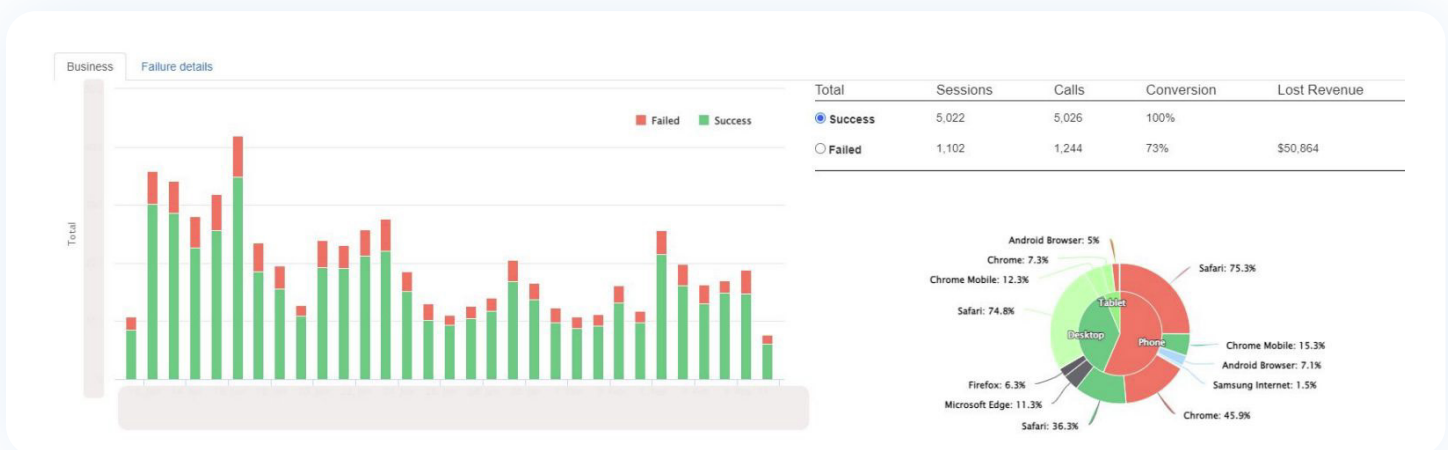 Business Failure details
Total
Failed Success
Total Sessions Calls Conversion Lost Revenue
Success 5,022 5,026 100%
Failed 1,102 1,244 73% $50,864
Android Browser: 5%
Chrome: 7.3%
Chrome Mobile: 12.3%
Safari: 74.8%
Safari: 75.3%
Tablet
Desktop
Phone
Chrome Mobile: 15.3%
Android Browser: 7.1%
Samsung Internet: 1.5%
Firefox: 6.3%
Microsoft Edge: 11.3%
Safari: 36.3%
Chrome: 45.9%